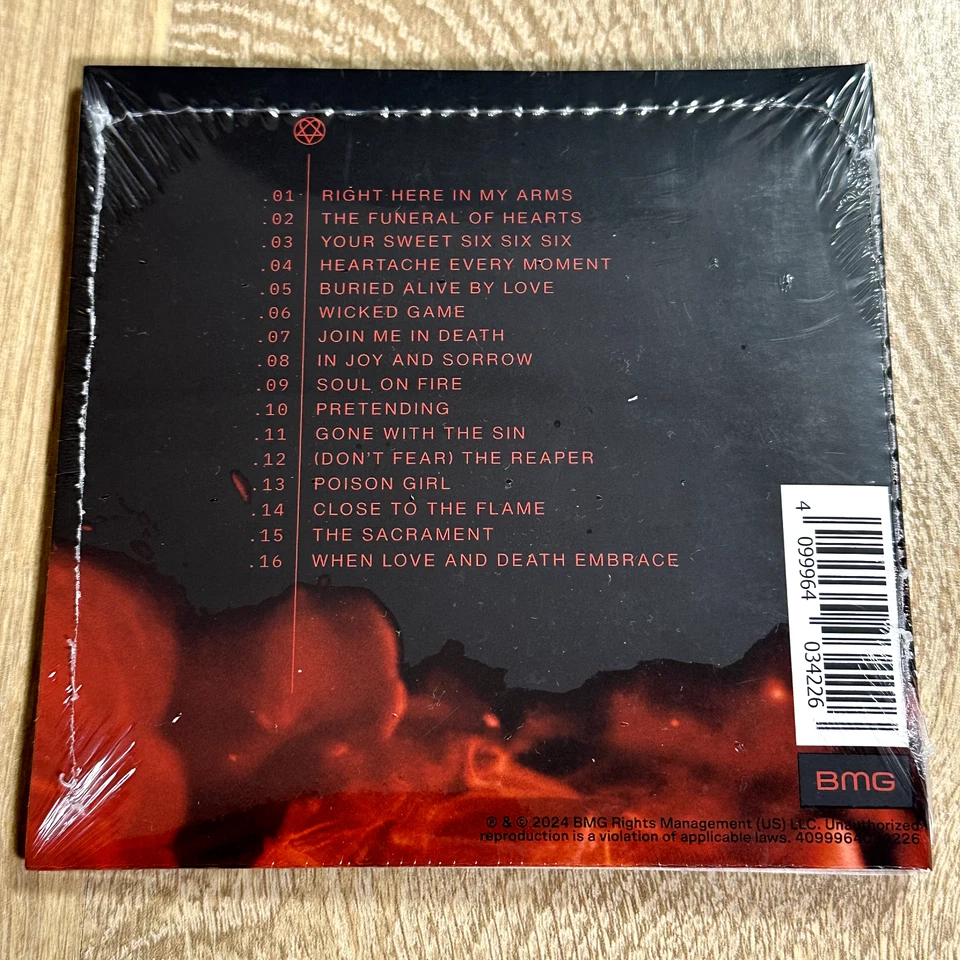 .01 RIGHT HERE IN MY ARMS
.02 THE FUNERAL OF HEARTS
.03 YOUR SWEET SIX SIX SIX
.04 HEARTACHE EVERY MOMENT
.05 BURIED ALIVE BY LOVE
.06 WICKED GAME
.07 JOIN ME IN DEATH
.08 IN JOY AND SORROW
.09 SOUL ON FIRE
.10 PRETENDING
.11 GONE WITH THE SIN
.12 (DON'T FEAR) THE REAPER
.13 POISON GIRL
.14 CLOSE TO THE FLAME
.15 THE SACRAMENT
.16 WHEN LOVE AND DEATH EMBRACE
4 099964 034226
BMG
℗ & © 2024 BMG Rights Management (US) LLC. Unauthorized
reproduction is a violation of applicable laws. 4099964034226